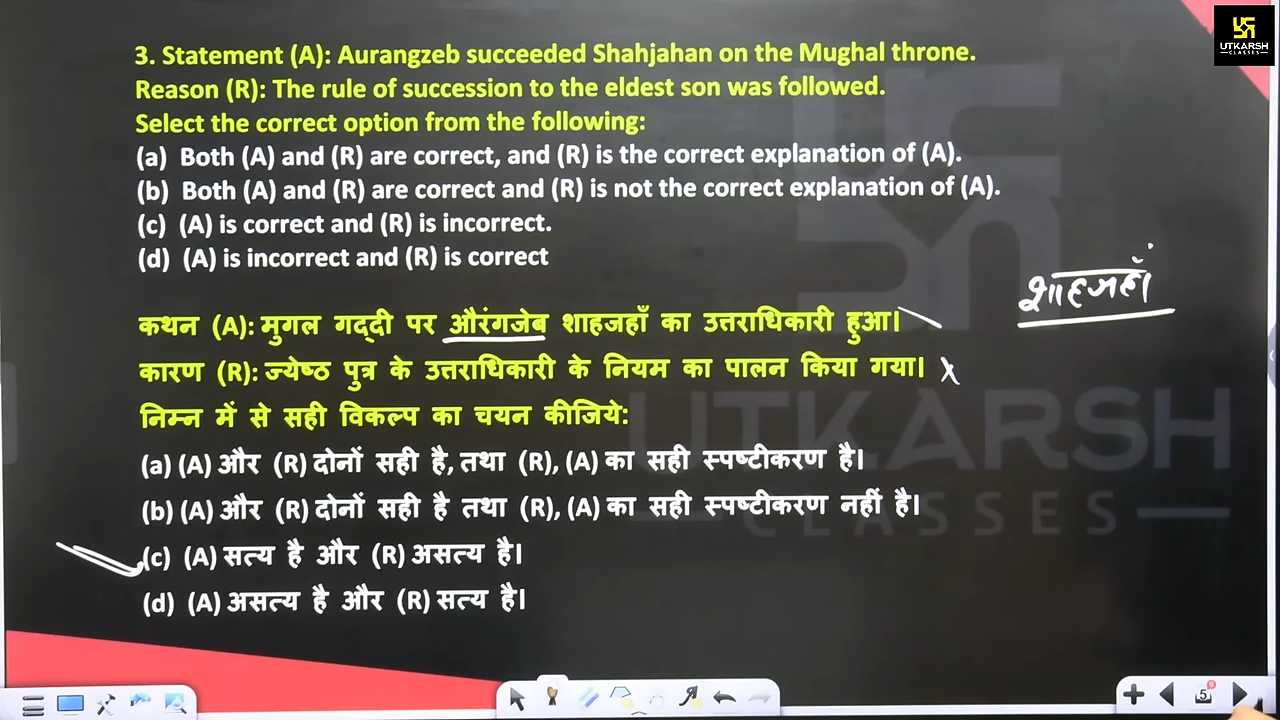 UTKARSH
CLASSES
3. Statement (A): Aurangzeb succeeded Shahjahan on the Mughal throne.
Reason (R): The rule of succession to the eldest son was followed.
Select the correct option from the following:
(a) Both (A) and (R) are correct, and (R) is the correct explanation of (A).
(b) Both (A) and (R) are correct and (R) is not the correct explanation of (A).
(c) (A) is correct and (R) is incorrect.
(d) (A) is incorrect and (R) is correct
शाहजहाँ
कथन (A): मुगल गद्दी पर औरंगजेब शाहजहाँ का उत्तराधिकारी हुआ।
कारण (R): ज्येष्ठ पुत्र के उत्तराधिकारी के नियम का पालन किया गया।
निम्न में से सही विकल्प का चयन कीजिये:
(a) (A) और (R) दोनों सही है, तथा (R), (A) का सही स्पष्टीकरण है।
(b) (A) और (R) दोनों सही है तथा (R), (A) का सही स्पष्टीकरण नहीं है।
(c) (A) सत्य है और (R) असत्य है।
(d) (A) असत्य है और (R) सत्य है।
UTKARSH
CLASSES
5